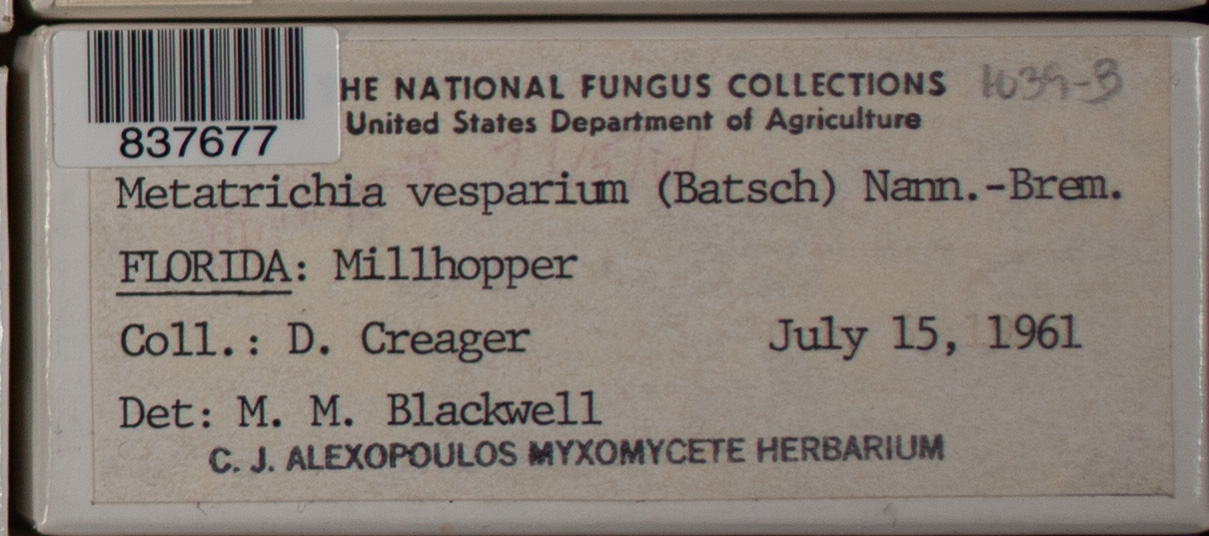 837677
HE NATIONAL FUNGUS COLLECTIONS 1039-B
United States Department of Agriculture
Metatrichia vesparium (Batsch) Nann.-Brem.
FLORIDA: Millhopper
Coll.: D. Creager July 15, 1961
Det: M. M. Blackwell
C. J. ALEXOPOULOS MYXOMYCETE HERBARIUM